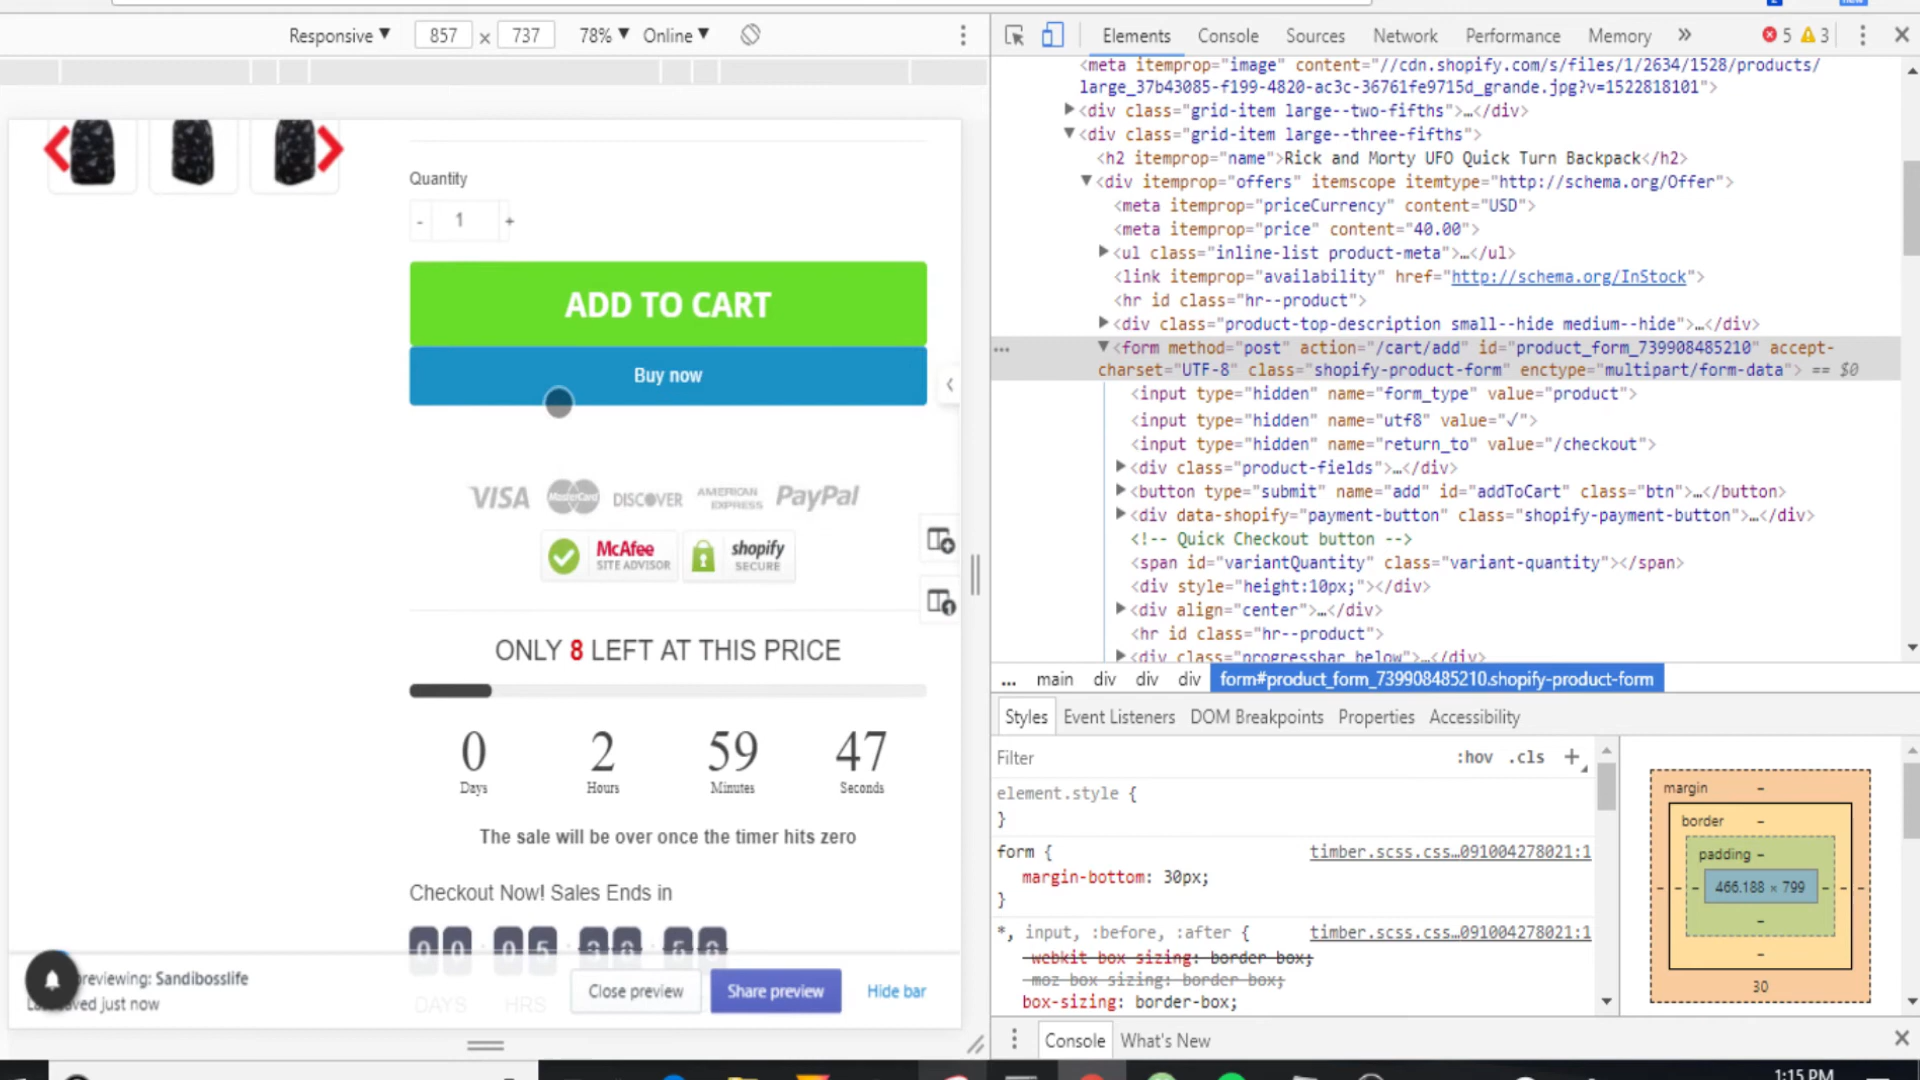 Responsive ▼ 857 × 737 78% ▼ Online ▼
Quantity
- 1 +
ADD TO CART
Buy now
VISA MasterCard DISCOVER AMERICAN EXPRESS PayPal
McAfee
SITE ADVISOR
shopify
SECURE
ONLY 8 LEFT AT THIS PRICE
0 2 59 47
Days Hours Minutes Seconds
The sale will be over once the timer hits zero
Checkout Now! Sales Ends in
DAYS HRS
previewing: Sandibosslife
just now
Close preview
Share preview
Hide bar
Elements Console Sources Network Performance Memory » 5 3
<meta itemprop="image" content="//cdn.shopify.com/s/files/1/2634/1528/products/
large_37b43085-f199-4820-ac3c-36761fe9715d_grande.jpg?v=1522818101">
<div class="grid-item large--two-fifths">…</div>
<div class="grid-item large--three-fifths">
<h2 itemprop="name">Rick and Morty UFO Quick Turn Backpack</h2>
<div itemprop="offers" itemscope itemtype="http://schema.org/Offer">
<meta itemprop="priceCurrency" content="USD">
<meta itemprop="price" content="40.00">
<ul class="inline-list product-meta">…</ul>
<link itemprop="availability" href="http://schema.org/InStock">
<hr id class="hr--product">
<div class="product-top-description small--hide medium--hide">…</div>
… <form method="post" action="/cart/add" id="product_form_739908485210" accept-
charset="UTF-8" class="shopify-product-form" enctype="multipart/form-data"> == $0
<input type="hidden" name="form_type" value="product">
<input type="hidden" name="utf8" value="✓">
<input type="hidden" name="return_to" value="/checkout">
<div class="product-fields">…</div>
<button type="submit" name="add" id="addToCart" class="btn">…</button>
<div data-shopify="payment-button" class="shopify-payment-button">…</div>
<!-- Quick Checkout button -->
<span id="variantQuantity" class="variant-quantity"></span>
<div style="height:10px;"></div>
<div align="center">…</div>
<hr id class="hr--product">
<div class="progressbar below">…</div>
... main div div div form#product_form_739908485210.shopify-product-form
Styles Event Listeners DOM Breakpoints Properties Accessibility
Filter :hov .cls +
element.style {
}
form { timber.scss.css…091004278021:1
margin-bottom: 30px;
}
*, input, :before, :after { timber.scss.css…091004278021:1
-webkit-box-sizing: border-box;
-moz-box-sizing: border-box;
box-sizing: border-box;
margin -
border -
padding -
- - - 466.188 × 799 - - -
-
-
30
Console What's New
1:15 PM